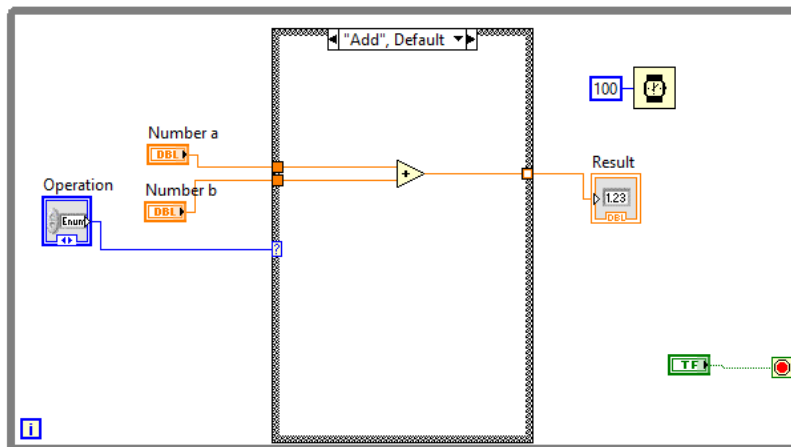 "Add", Default
100
Number a
DBL
Result
Operation
Number b
DBL
1.23
Enum
DBL
?
TF
i